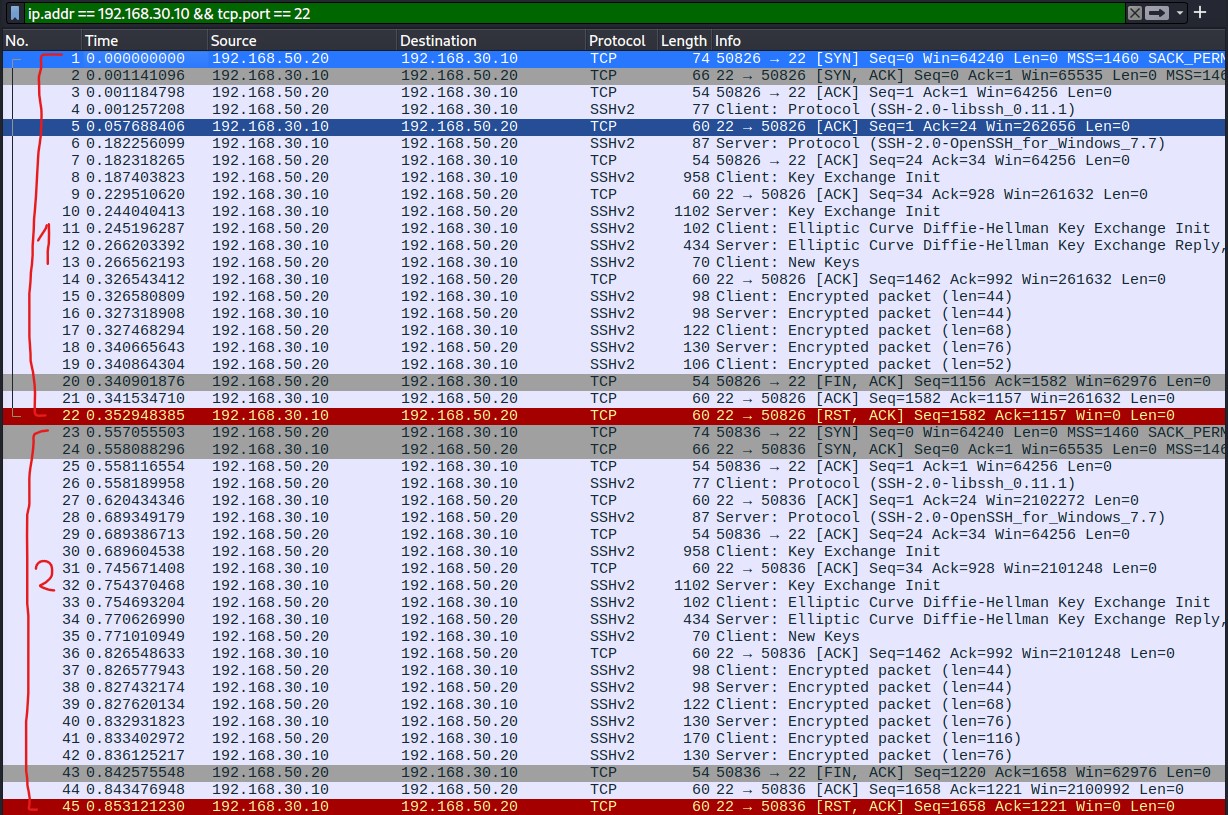 ip.addr == 192.168.30.10 && tcp.port == 22
No. Time Source Destination Protocol Length Info
1 0.000000000 192.168.50.20 192.168.30.10 TCP 74 50826 → 22 [SYN] Seq=0 Win=64240 Len=0 MSS=1460 SACK_PERM
2 0.001141096 192.168.30.10 192.168.50.20 TCP 66 22 → 50826 [SYN, ACK] Seq=0 Ack=1 Win=65535 Len=0 MSS=146
3 0.001184798 192.168.50.20 192.168.30.10 TCP 54 50826 → 22 [ACK] Seq=1 Ack=1 Win=64256 Len=0
4 0.001257208 192.168.50.20 192.168.30.10 SSHv2 77 Client: Protocol (SSH-2.0-libssh_0.11.1)
5 0.057688406 192.168.30.10 192.168.50.20 TCP 60 22 → 50826 [ACK] Seq=1 Ack=24 Win=262656 Len=0
6 0.182256099 192.168.30.10 192.168.50.20 SSHv2 87 Server: Protocol (SSH-2.0-OpenSSH_for_Windows_7.7)
7 0.182318265 192.168.50.20 192.168.30.10 TCP 54 50826 → 22 [ACK] Seq=24 Ack=34 Win=64256 Len=0
8 0.187403823 192.168.50.20 192.168.30.10 SSHv2 958 Client: Key Exchange Init
9 0.229510620 192.168.30.10 192.168.50.20 TCP 60 22 → 50826 [ACK] Seq=34 Ack=928 Win=261632 Len=0
10 0.244040413 192.168.30.10 192.168.50.20 SSHv2 1102 Server: Key Exchange Init
11 0.245196287 192.168.50.20 192.168.30.10 SSHv2 102 Client: Elliptic Curve Diffie-Hellman Key Exchange Init
1
12 0.266203392 192.168.30.10 192.168.50.20 SSHv2 434 Server: Elliptic Curve Diffie-Hellman Key Exchange Reply,
13 0.266562193 192.168.50.20 192.168.30.10 SSHv2 70 Client: New Keys
14 0.326543412 192.168.30.10 192.168.50.20 TCP 60 22 → 50826 [ACK] Seq=1462 Ack=992 Win=261632 Len=0
15 0.326580809 192.168.50.20 192.168.30.10 SSHv2 98 Client: Encrypted packet (len=44)
16 0.327318908 192.168.30.10 192.168.50.20 SSHv2 98 Server: Encrypted packet (len=44)
17 0.327468294 192.168.50.20 192.168.30.10 SSHv2 122 Client: Encrypted packet (len=68)
18 0.340665643 192.168.30.10 192.168.50.20 SSHv2 130 Server: Encrypted packet (len=76)
19 0.340864304 192.168.50.20 192.168.30.10 SSHv2 106 Client: Encrypted packet (len=52)
20 0.340901876 192.168.50.20 192.168.30.10 TCP 54 50826 → 22 [FIN, ACK] Seq=1156 Ack=1582 Win=62976 Len=0
21 0.341534710 192.168.30.10 192.168.50.20 TCP 60 22 → 50826 [ACK] Seq=1582 Ack=1157 Win=261632 Len=0
22 0.352948385 192.168.30.10 192.168.50.20 TCP 60 22 → 50826 [RST, ACK] Seq=1582 Ack=1157 Win=0 Len=0
23 0.557055503 192.168.50.20 192.168.30.10 TCP 74 50836 → 22 [SYN] Seq=0 Win=64240 Len=0 MSS=1460 SACK_PERM
24 0.558088296 192.168.30.10 192.168.50.20 TCP 66 22 → 50836 [SYN, ACK] Seq=0 Ack=1 Win=65535 Len=0 MSS=146
25 0.558116554 192.168.50.20 192.168.30.10 TCP 54 50836 → 22 [ACK] Seq=1 Ack=1 Win=64256 Len=0
26 0.558189958 192.168.50.20 192.168.30.10 SSHv2 77 Client: Protocol (SSH-2.0-libssh_0.11.1)
27 0.620434346 192.168.30.10 192.168.50.20 TCP 60 22 → 50836 [ACK] Seq=1 Ack=24 Win=2102272 Len=0
28 0.689349179 192.168.30.10 192.168.50.20 SSHv2 87 Server: Protocol (SSH-2.0-OpenSSH_for_Windows_7.7)
29 0.689386713 192.168.50.20 192.168.30.10 TCP 54 50836 → 22 [ACK] Seq=24 Ack=34 Win=64256 Len=0
30 0.689604538 192.168.50.20 192.168.30.10 SSHv2 958 Client: Key Exchange Init
31 0.745671408 192.168.30.10 192.168.50.20 TCP 60 22 → 50836 [ACK] Seq=34 Ack=928 Win=2101248 Len=0
2
32 0.754370468 192.168.30.10 192.168.50.20 SSHv2 1102 Server: Key Exchange Init
33 0.754693204 192.168.50.20 192.168.30.10 SSHv2 102 Client: Elliptic Curve Diffie-Hellman Key Exchange Init
34 0.770626990 192.168.30.10 192.168.50.20 SSHv2 434 Server: Elliptic Curve Diffie-Hellman Key Exchange Reply,
35 0.771010949 192.168.50.20 192.168.30.10 SSHv2 70 Client: New Keys
36 0.826548633 192.168.30.10 192.168.50.20 TCP 60 22 → 50836 [ACK] Seq=1462 Ack=992 Win=2101248 Len=0
37 0.826577943 192.168.50.20 192.168.30.10 SSHv2 98 Client: Encrypted packet (len=44)
38 0.827432174 192.168.30.10 192.168.50.20 SSHv2 98 Server: Encrypted packet (len=44)
39 0.827620134 192.168.50.20 192.168.30.10 SSHv2 122 Client: Encrypted packet (len=68)
40 0.832931823 192.168.30.10 192.168.50.20 SSHv2 130 Server: Encrypted packet (len=76)
41 0.833402972 192.168.50.20 192.168.30.10 SSHv2 170 Client: Encrypted packet (len=116)
42 0.836125217 192.168.30.10 192.168.50.20 SSHv2 130 Server: Encrypted packet (len=76)
43 0.842575548 192.168.50.20 192.168.30.10 TCP 54 50836 → 22 [FIN, ACK] Seq=1220 Ack=1658 Win=62976 Len=0
44 0.843476948 192.168.30.10 192.168.50.20 TCP 60 22 → 50836 [ACK] Seq=1658 Ack=1221 Win=2100992 Len=0
45 0.853121230 192.168.30.10 192.168.50.20 TCP 60 22 → 50836 [RST, ACK] Seq=1658 Ack=1221 Win=0 Len=0